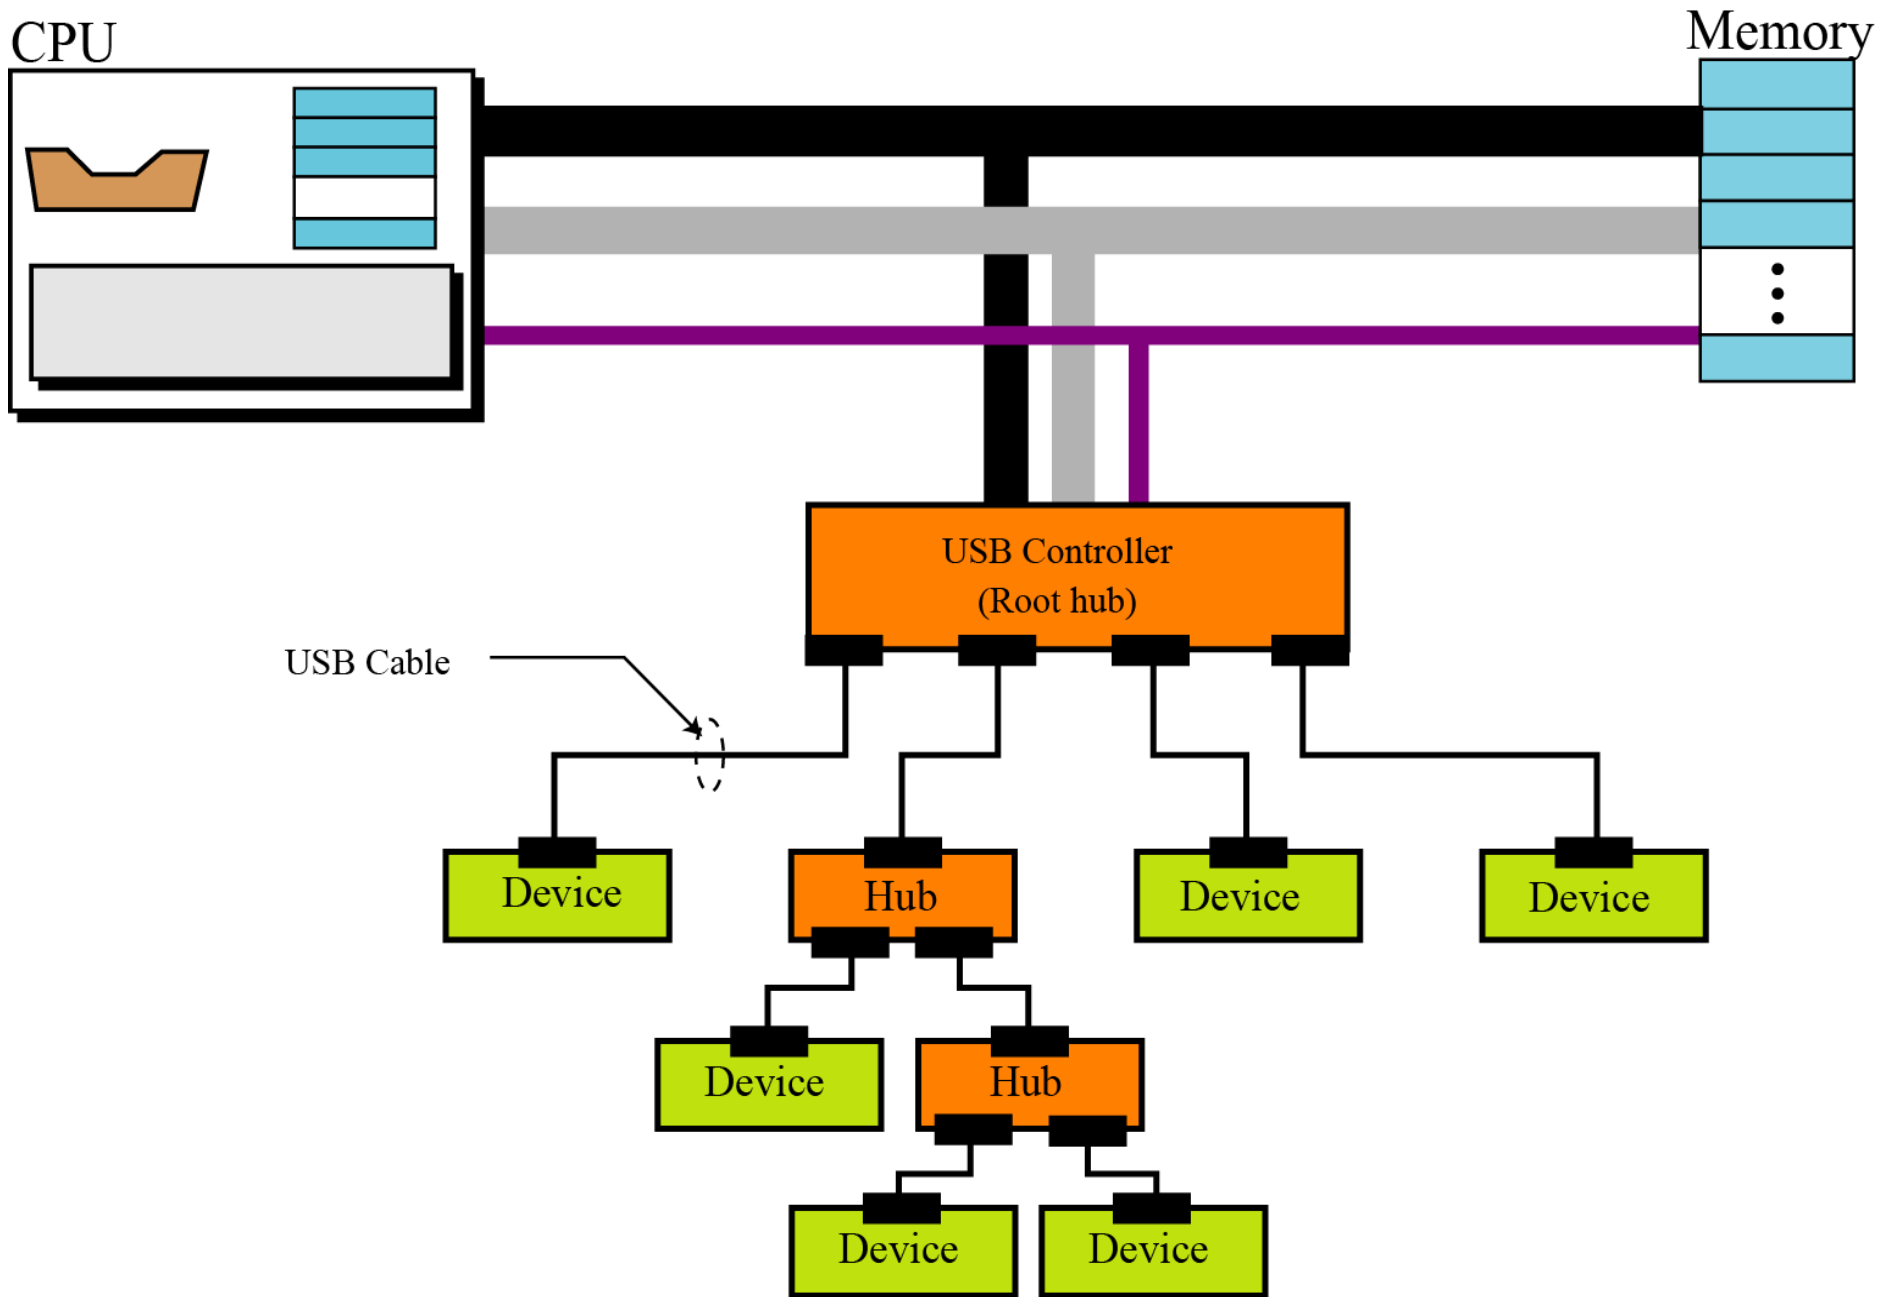 CPU
Memory
USB Controller
(Root hub)
USB Cable
Device
Hub
Device
Device
Device
Hub
Device
Device